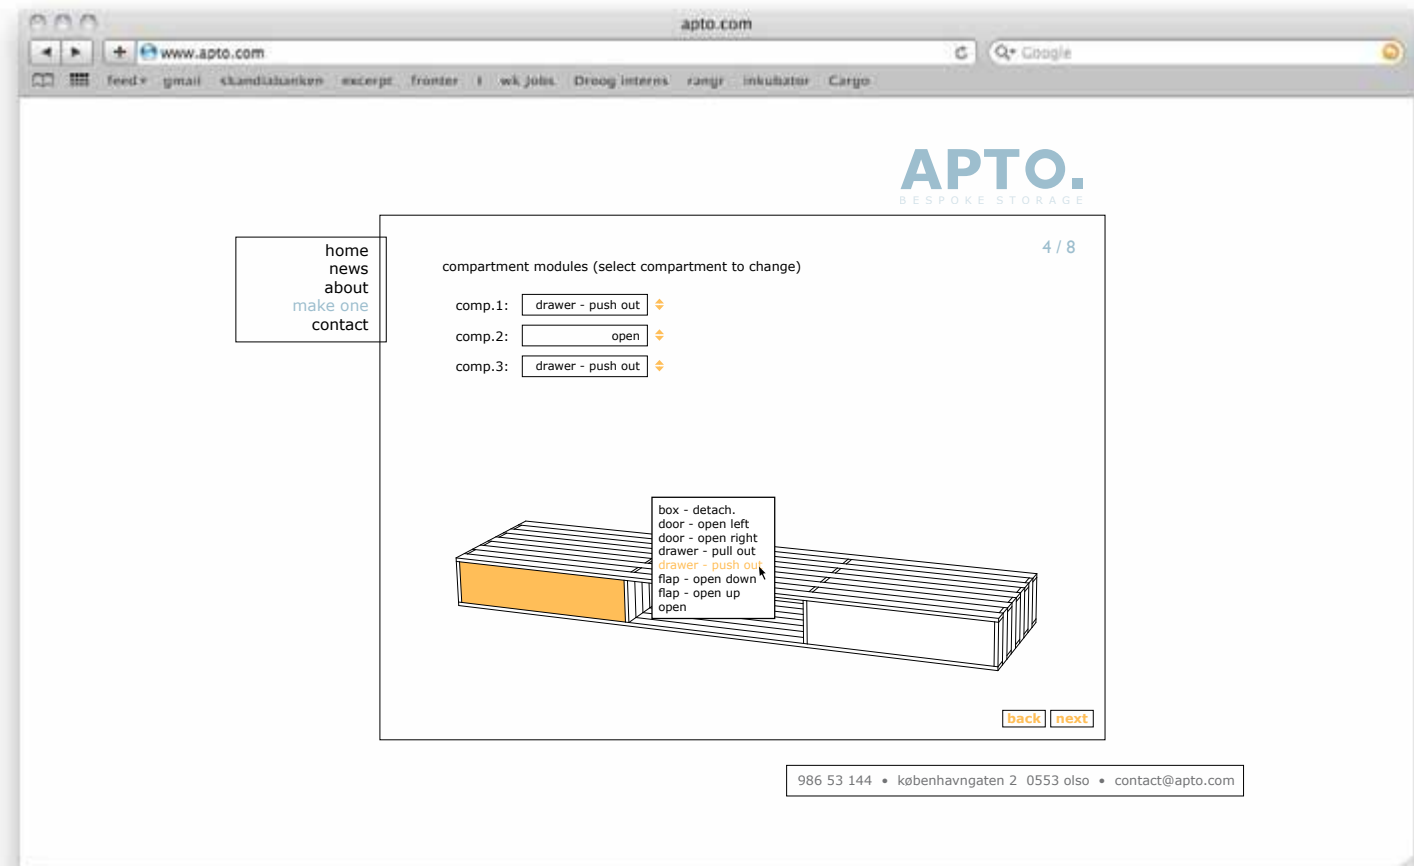 apto.com
www.apto.com
Google
feed gmail skandiabanken excerpt fronter wk jobs Droog interns rangr inkubator Cargo
APTO.
BESPOKE STORAGE
home
news
about
make one
contact
4 / 8
compartment modules (select compartment to change)
comp.1: drawer - push out
comp.2: open
comp.3: drawer - push out
box - detach.
door - open left
door - open right
drawer - pull out
drawer - push out
flap - open down
flap - open up
open
back next
986 53 144 • københavngaten 2 0553 olso • contact@apto.com